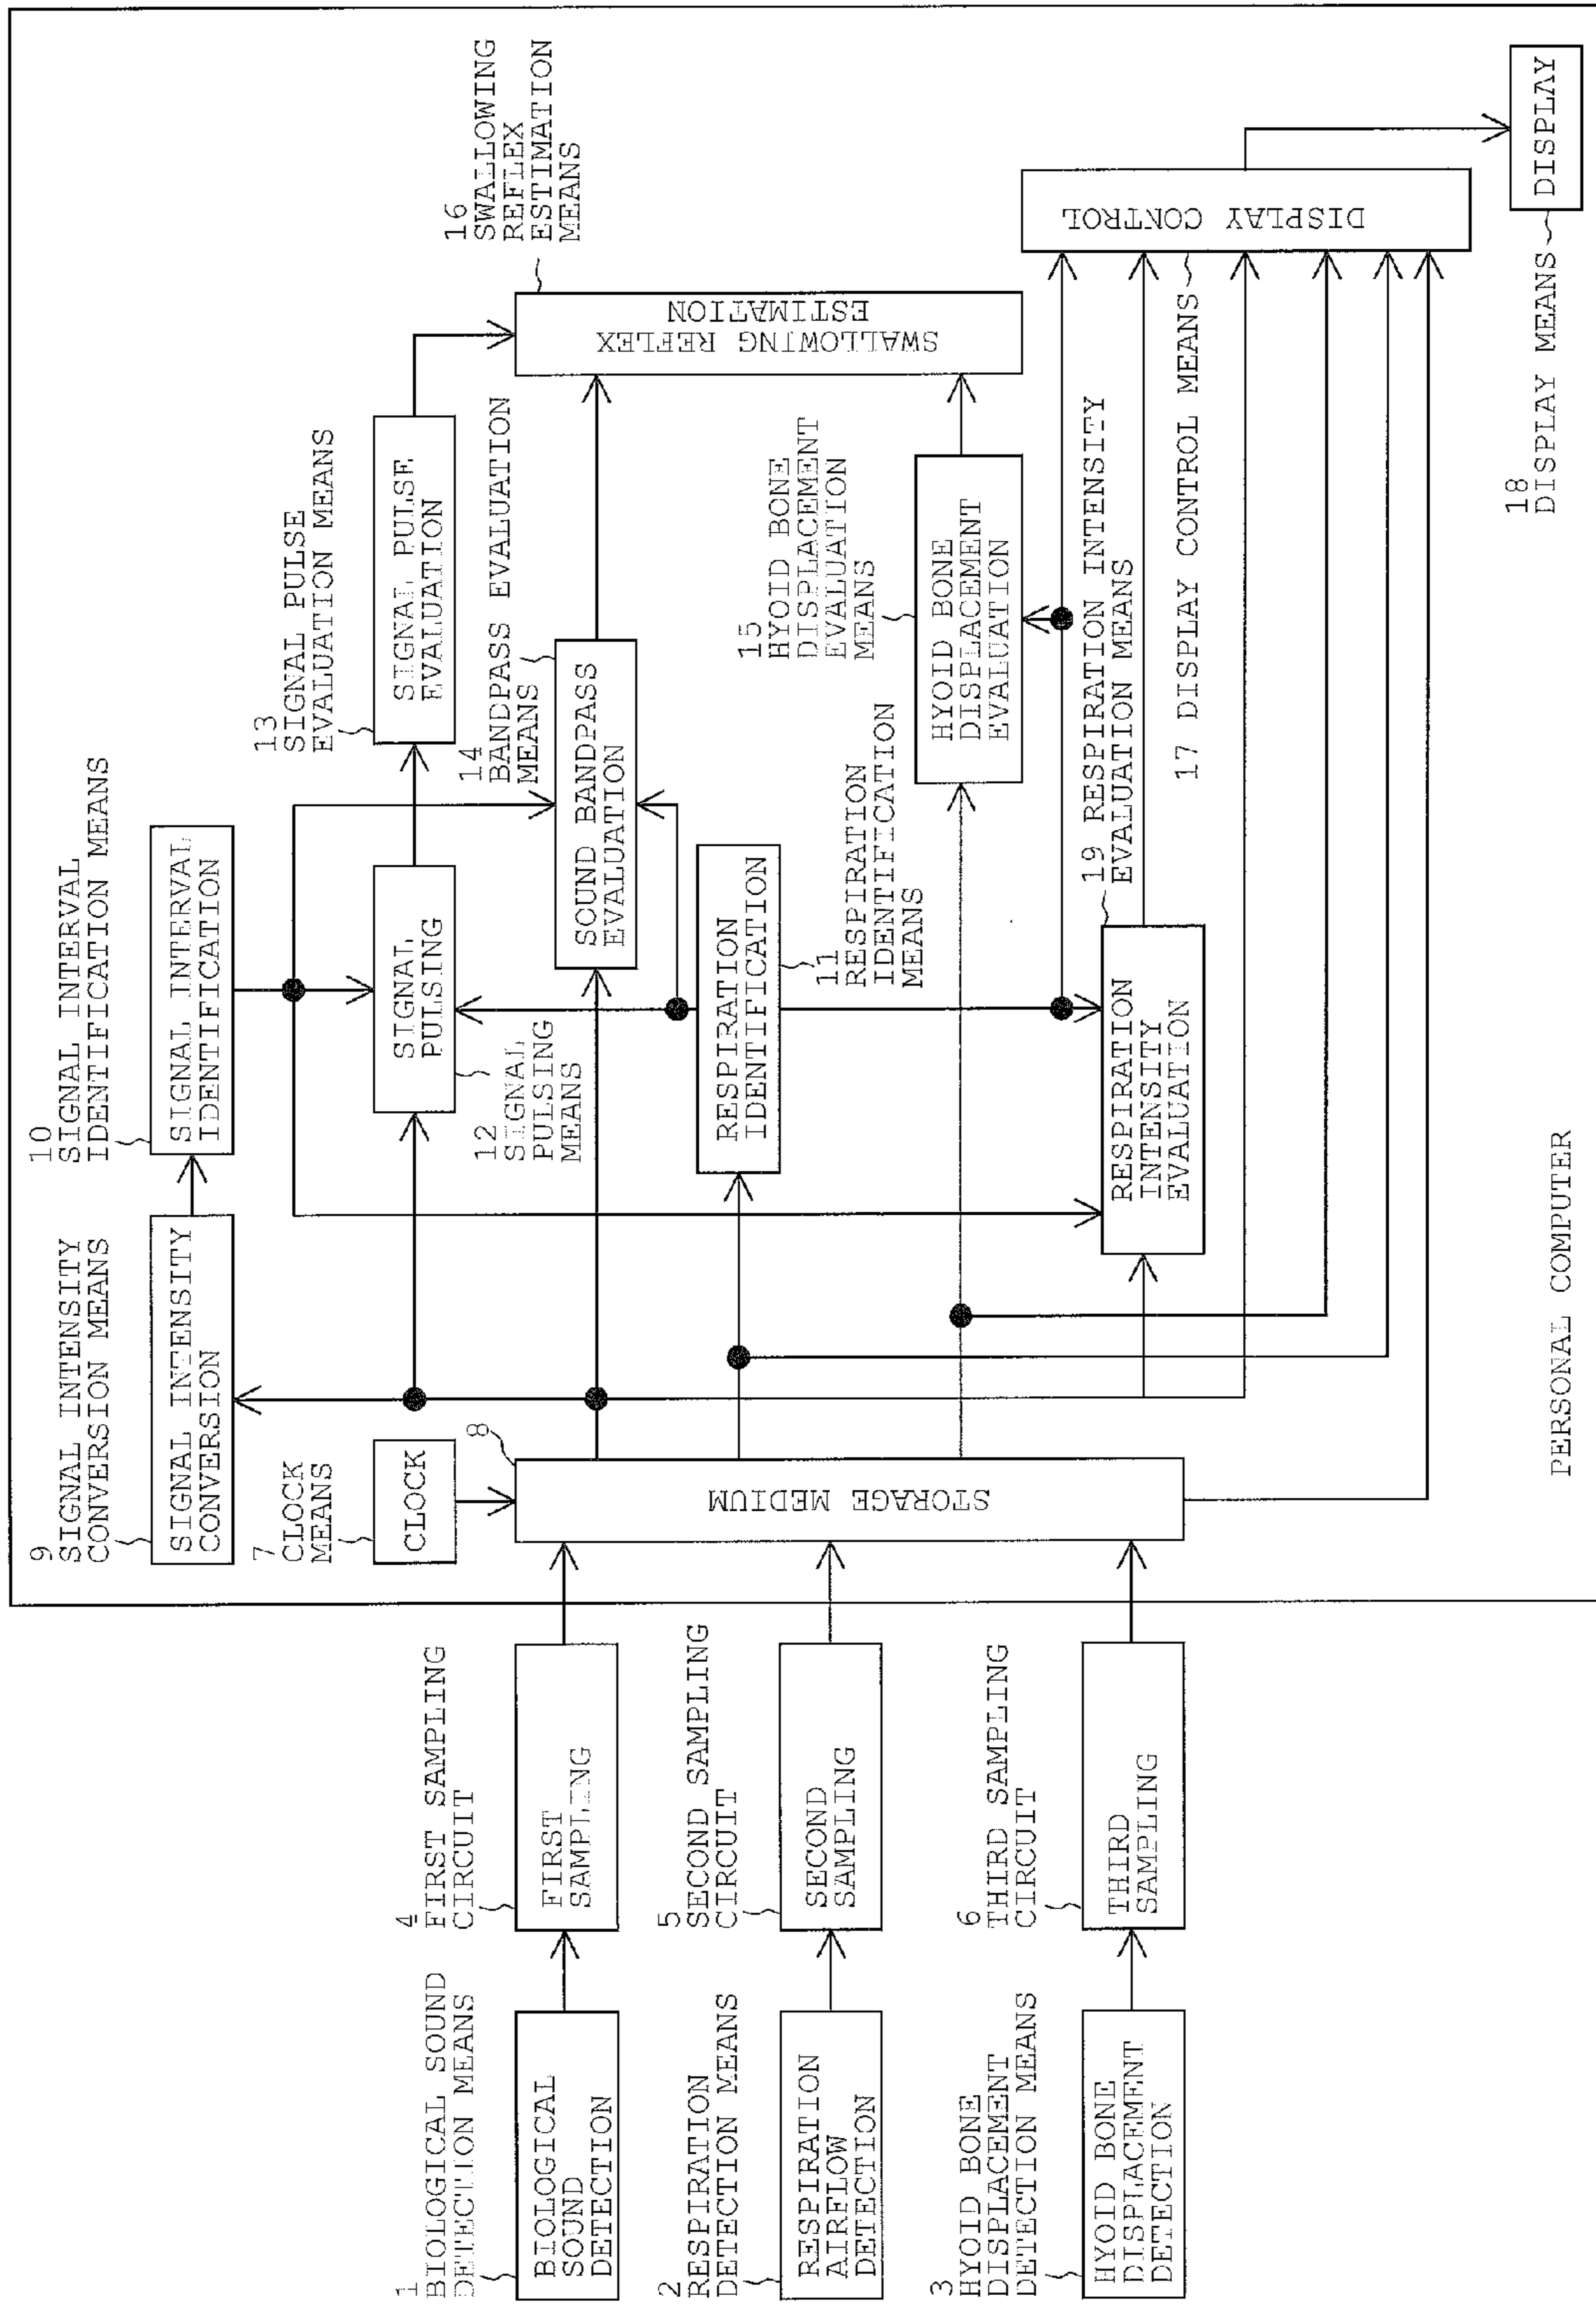 1
BIOLOGICAL SOUND
DETECTION MEANS
BIOLOGICAL
SOUND
DETECTION
2
RESPIRATION
DETECTION MEANS
RESPIRATION
AIRFLOW
DETECTION
3
HYOID BONE
DISPLACEMENT
DETECTION MEANS
HYOID BONE
DISPLACEMENT
DETECTION
4
FIRST SAMPLING
CIRCUIT
FIRST
SAMPLING
5
SECOND SAMPLING
CIRCUIT
SECOND
SAMPLING
6
THIRD SAMPLING
CIRCUIT
THIRD
SAMPLING
9
SIGNAL INTENSITY
CONVERSION MEANS
SIGNAL INTENSITY
CONVERSION
7
CLOCK
MEANS
CLOCK
8
STORAGE MEDIUM
10
SIGNAL INTERVAL
IDENTIFICATION MEANS
SIGNAL INTERVAL
IDENTIFICATION
SIGNAL
PULSING
12
SIGNAL
PULSING
MEANS
RESPIRATION
IDENTIFICATION
11
RESPIRATION
IDENTIFICATION
MEANS
13
SIGNAL PULSE
EVALUATION MEANS
SIGNAL PULSE
EVALUATION
14
BANDPASS EVALUATION
MEANS
SOUND BANDPASS
EVALUATION
15
HYOID BONE
DISPLACEMENT
EVALUATION
MEANS
HYOID BONE
DISPLACEMENT
EVALUATION
19 RESPIRATION INTENSITY
EVALUATION MEANS
RESPIRATION
INTENSITY
EVALUATION
16
SWALLOWING
REFLEX
ESTIMATION
MEANS
SWALLOWING REFLEX
ESTIMATION
17 DISPLAY CONTROL MEANS
DISPLAY CONTROL
18
DISPLAY MEANS
DISPLAY
PERSONAL COMPUTER